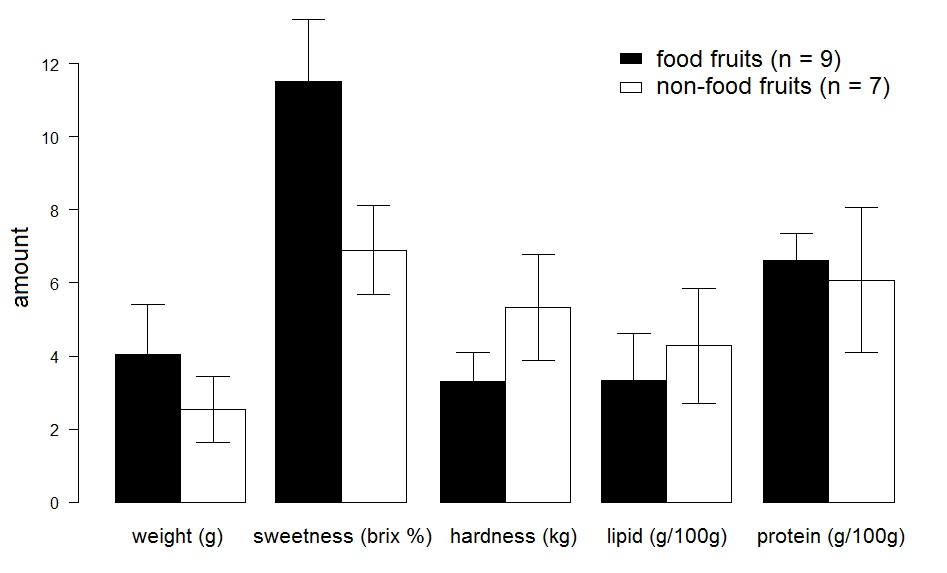 food fruits (n = 9)
non-food fruits (n = 7)
amount
12
10
8
6
4
2
0
weight (g) sweetness (brix %) hardness (kg) lipid (g/100g) protein (g/100g)